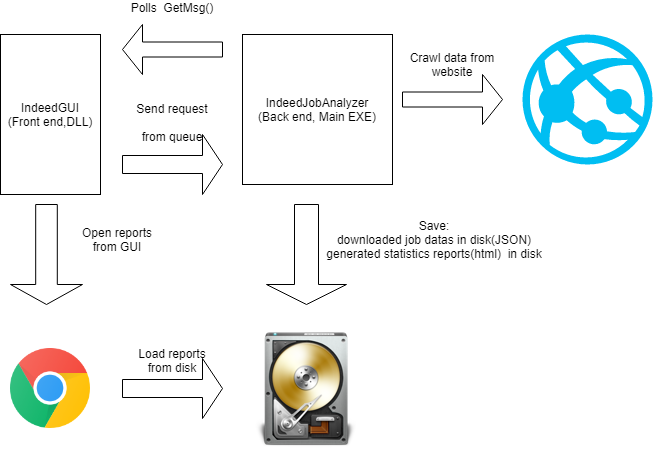 Polls  GetMsg()
IndeedGUI
(Front end,DLL)
Send request
from queue
IndeedJobAnalyzer
(Back end, Main EXE)
Crawl data from
website
Open reports
from GUI
Save:
downloaded job datas in disk(JSON)
generated statistics reports(html)  in disk
Load reports
from disk